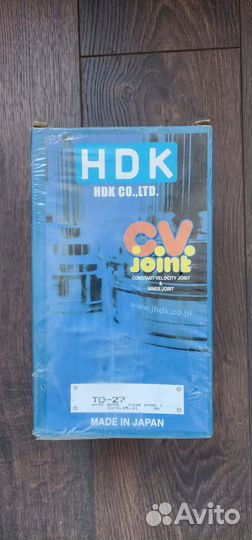 HDK
HDK CO.,LTD.
C.V.
Joint
CONSTANT VELOCITY JOINT
&
INNER JOINT
www.jhdk.co.jp
TO-27
MADE IN JAPAN
Avito